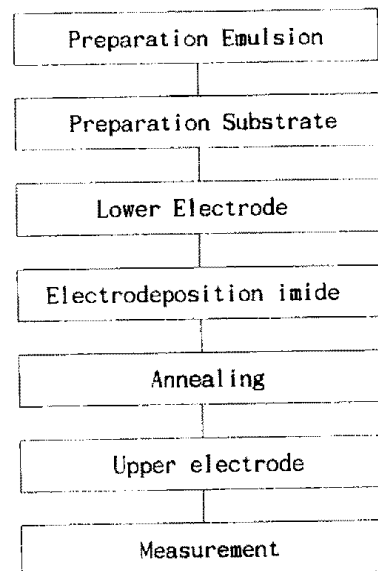 Preparation Emulsion
Preparation Substrate
Lower Electrode
Electrodeposition imide
Annealing
Upper electrode
Measurement